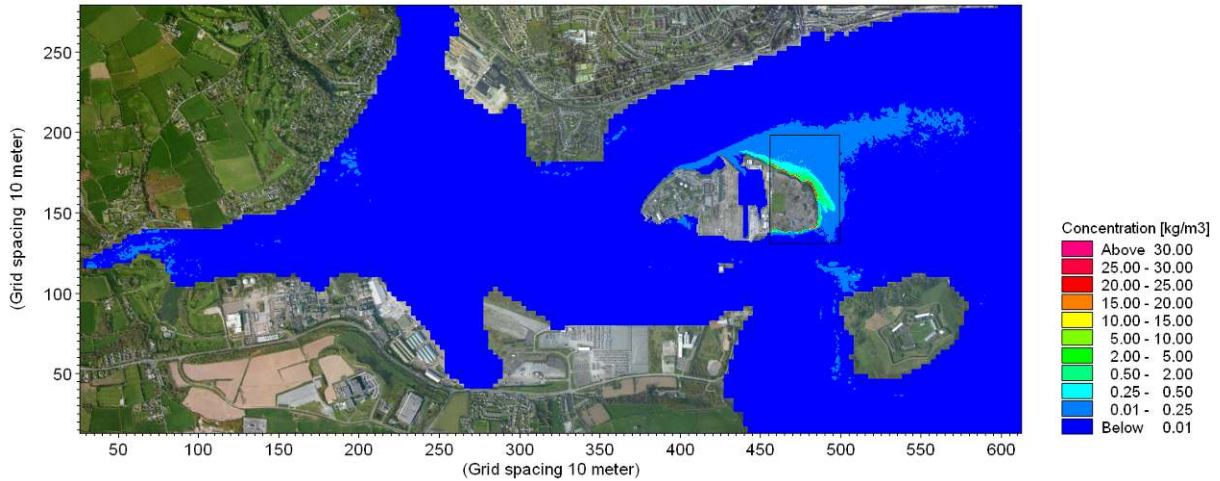 250
200
150
100
50
(Grid spacing 10 meter)
50 100 150 200 250 300 350 400 450 500 550 600
(Grid spacing 10 meter)
Concentration [kg/m3]
Above 30.00
25.00 - 30.00
20.00 - 25.00
15.00 - 20.00
10.00 - 15.00
5.00 - 10.00
2.00 - 5.00
0.50 - 2.00
0.25 - 0.50
0.01 - 0.25
Below 0.01